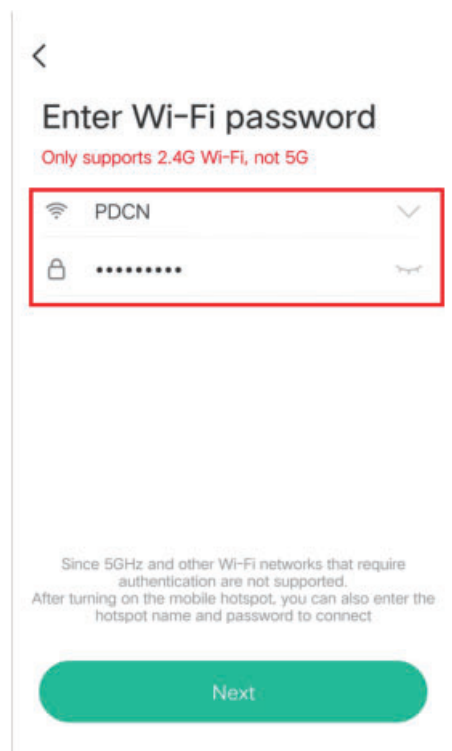 Enter Wi-Fi password
Only supports 2.4G Wi-Fi, not 5G
PDCN
•••••••••
Since 5GHz and other Wi-Fi networks that require
authentication are not supported.
After turning on the mobile hotspot, you can also enter the
hotspot name and password to connect
Next